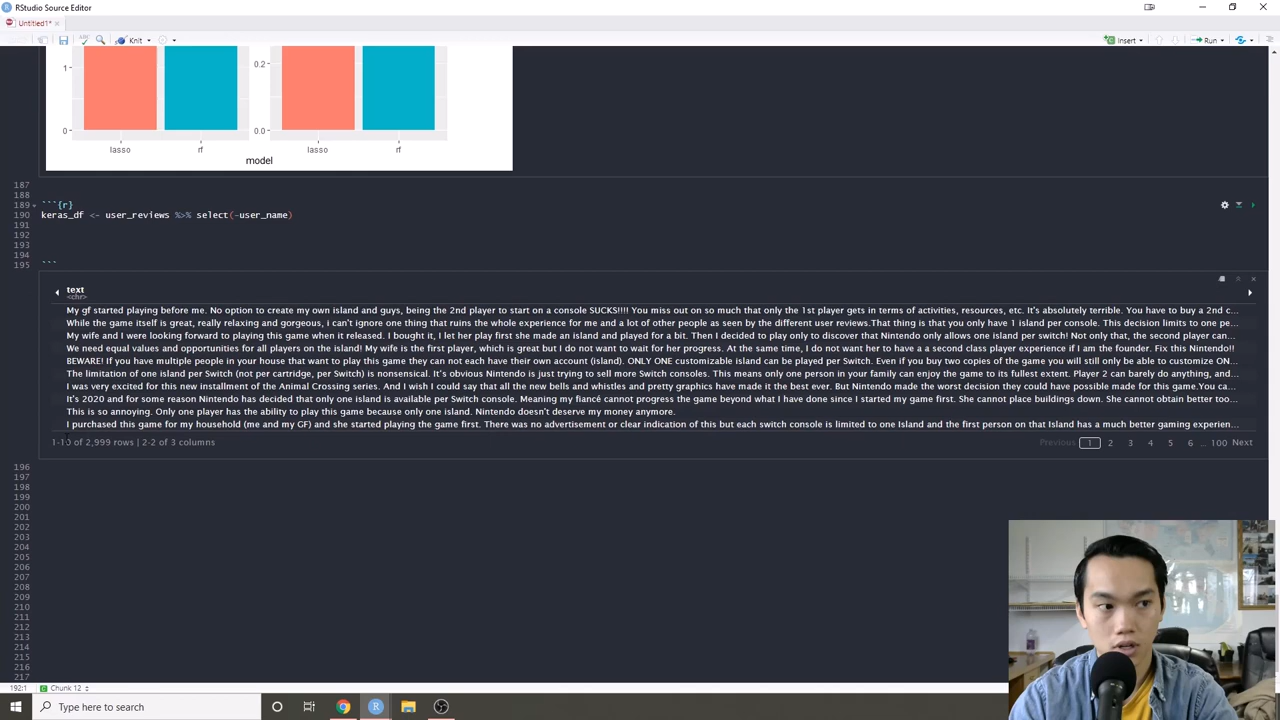 RStudio Source Editor
Untitled1*
Knit
Insert
Run
1
0
0.2
0.0
lasso
rf
lasso
rf
model
187
188
189 ```{r}
190 keras_df <- user_reviews %>% select(-user_name)
191
192
193
194
195 ```
text
<chr>
My gf started playing before me. No option to create my own island and guys, being the 2nd player to start on a console SUCKS!!!! You miss out on so much that only the 1st player gets in terms of activities, resources, etc. It's absolutely terrible. You have to buy a 2nd c...
While the game itself is great, really relaxing and gorgeous, i can't ignore one thing that ruins the whole experience for me and a lot of other people as seen by the different user reviews.That thing is that you only have 1 island per console. This decision limits to one pe...
My wife and I were looking forward to playing this game when it released. I bought it, I let her play first she made an island and played for a bit. Then I decided to play only to discover that Nintendo only allows one island per switch! Not only that, the second player can...
We need equal values and opportunities for all players on the island! My wife is the first player, which is great but I do not want to wait for her progress. At the same time, I do not want her to have a a second class player experience if I am the founder. Fix this Nintendo!!
BEWARE! If you have multiple people in your house that want to play this game they can not each have their own account (island). ONLY ONE customizable island can be played per Switch. Even if you buy two copies of the game you will still only be able to customize ON...
The limitation of one island per Switch (not per cartridge, per Switch) is nonsensical. It's obvious Nintendo is just trying to sell more Switch consoles. This means only one person in your family can enjoy the game to its fullest extent. Player 2 can barely do anything, and...
I was very excited for this new installment of the Animal Crossing series. And I wish I could say that all the new bells and whistles and pretty graphics have made it the best ever. But Nintendo made the worst decision they could have possible made for this game.You ca...
It's 2020 and for some reason Nintendo has decided that only one island is available per Switch console. Meaning my fiancé cannot progress the game beyond what I have done since I started my game first. She cannot place buildings down. She cannot obtain better too...
This is so annoying. Only one player has the ability to play this game because only one island. Nintendo doesn't deserve my money anymore.
I purchased this game for my household (me and my GF) and she started playing the game first. There was no advertisement or clear indication of this but each switch console is limited to one Island and the first person on that Island has a much better gaming experien...
1-10 of 2,999 rows | 2-2 of 3 columns
Previous 1 2 3 4 5 6 ... 100 Next
196
197
198
199
200
201
202
203
204
205
206
207
208
209
210
211
212
213
214
215
216
217
192:1 Chunk 12
Type here to search